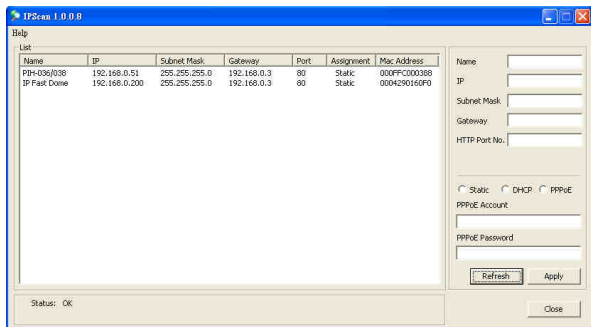 IPScan 1.0.0.8
Help
List
Name IP Subnet Mask Gateway Port Assignment Mac Address
PIH-036/038 192.168.0.51 255.255.255.0 192.168.0.3 80 Static 000FFC000388
IP Fast Dome 192.168.0.200 255.255.255.0 192.168.0.3 80 Static 0004290160F0
Name
IP
Subnet Mask
Gateway
HTTP Port No.
Static DHCP PPPoE
PPPoE Account
PPPoE Password
Refresh Apply
Status: OK
Close